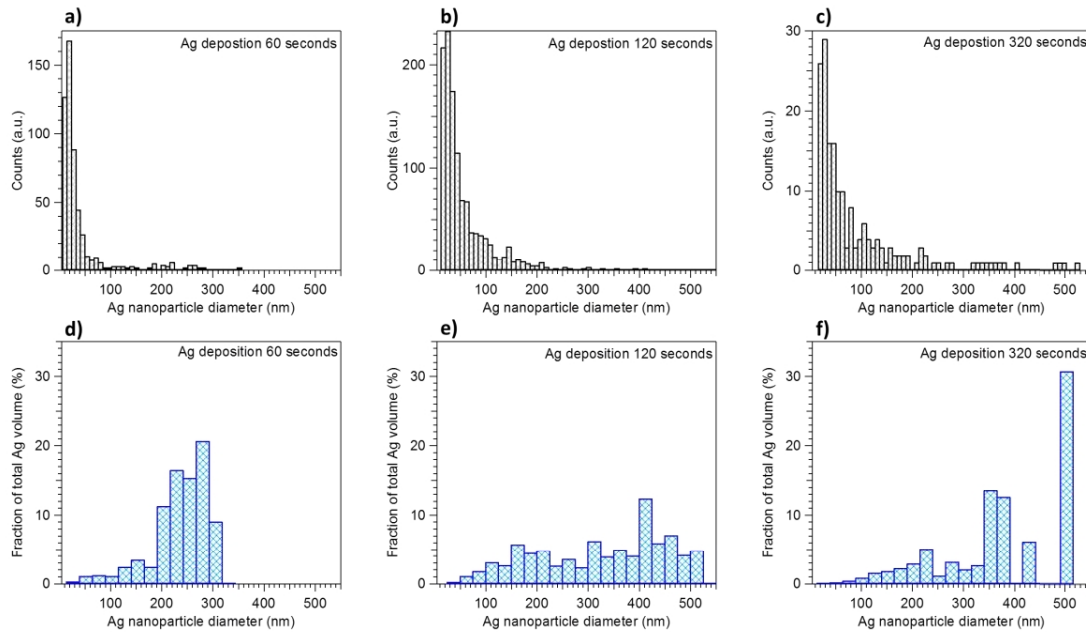 a)
Ag depostion 60 seconds
150
100
50
0
Counts (a.u.)
100 200 300 400 500
Ag nanoparticle diameter (nm)
b)
Ag depostion 120 seconds
200
100
0
Counts (a.u.)
100 200 300 400 500
Ag nanoparticle diameter (nm)
c)
Ag depostion 320 seconds
30
20
10
0
Counts (a.u.)
100 200 300 400 500
Ag nanoparticle diameter (nm)
d)
Ag deposition 60 seconds
30
20
10
0
Fraction of total Ag volume (%)
100 200 300 400 500
Ag nanoparticle diameter (nm)
e)
Ag deposition 120 seconds
30
20
10
0
Fraction of total Ag volume (%)
100 200 300 400 500
Ag nanoparticle diameter (nm)
f)
Ag deposition 320 seconds
30
20
10
0
Fraction of total Ag volume (%)
100 200 300 400 500
Ag nanoparticle diameter (nm)